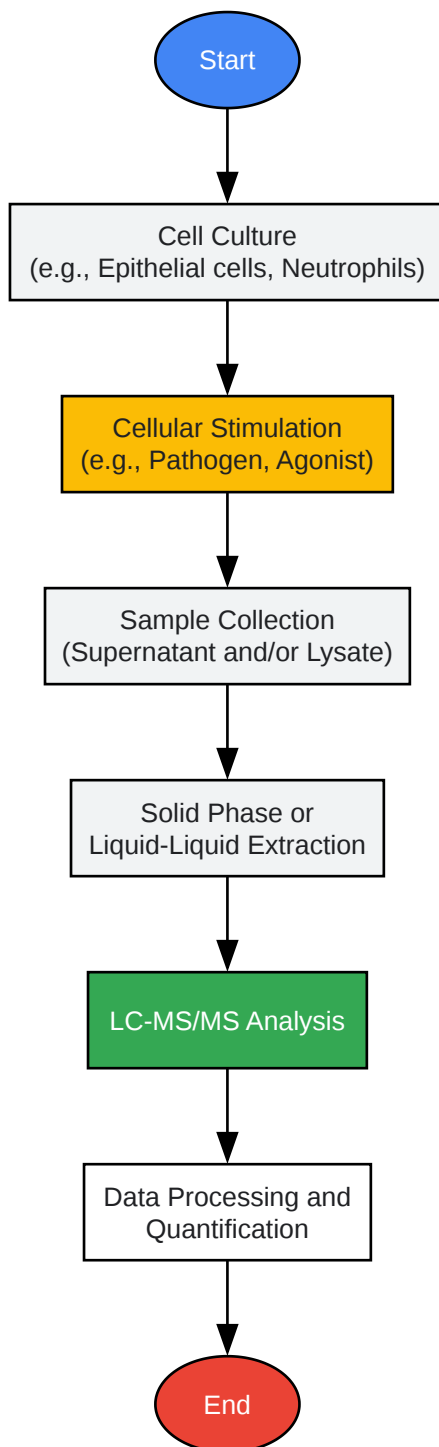 Start
Cell Culture
(e.g., Epithelial cells, Neutrophils)
Cellular Stimulation
(e.g., Pathogen, Agonist)
Sample Collection
(Supernatant and/or Lysate)
Solid Phase or
Liquid-Liquid Extraction
LC-MS/MS Analysis
Data Processing and
Quantification
End